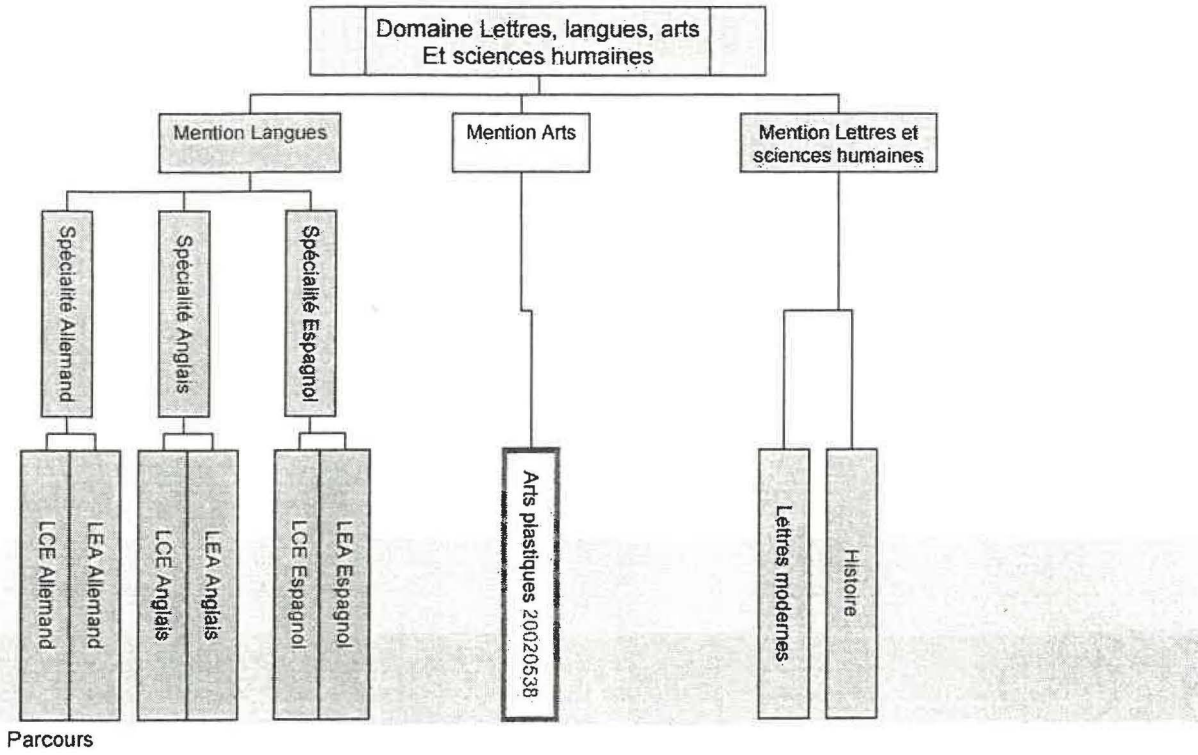 Domaine Lettres, langues, arts
Et sciences humaines
Mention Langues
Mention Arts
Mention Lettres et
sciences humaines
Spécialité Allemand
Spécialité Anglais
Spécialité Espagnol
LCE Allemand
LEA Allemand
LCE Anglais
LEA Anglais
LCE Espagnol
LEA Espagnol
Arts plastiques 20020538
Lettres modernes
Histoire
Parcours